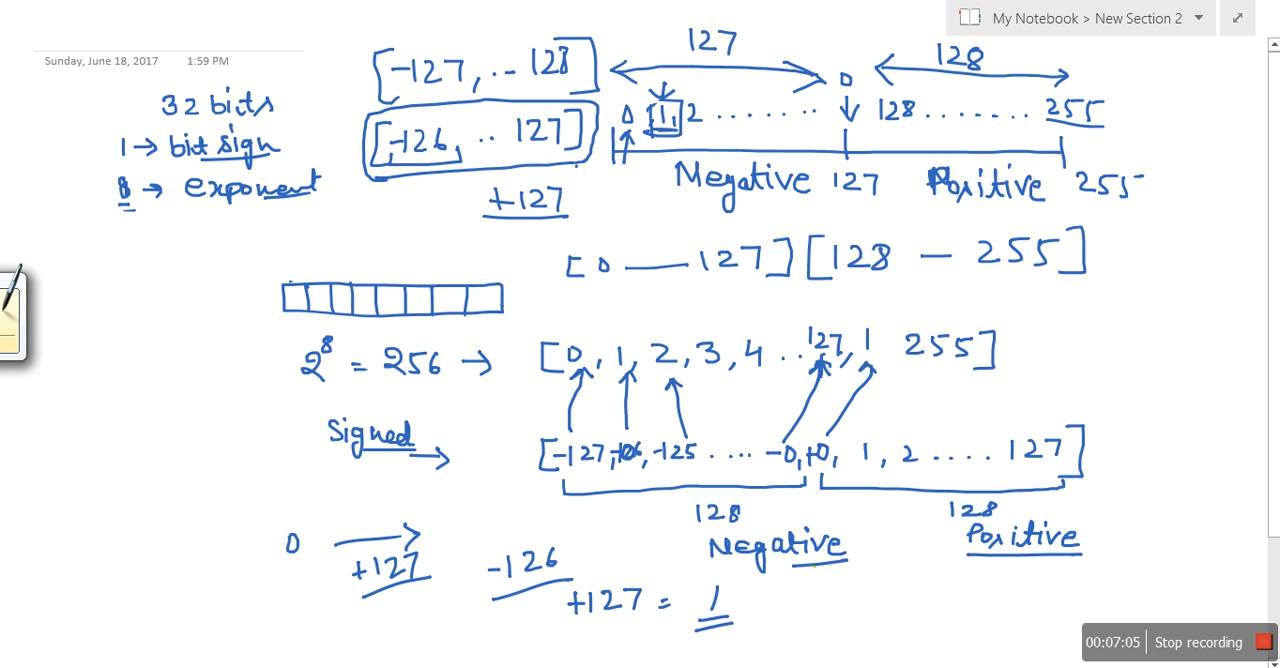 My Notebook > New Section 2
Sunday, June 18, 2017 1:59 PM
32 bits
1 → bit sign
8 → exponent
[-127, .. 128]
[-126, .. 127]
+127
127
0
128
0 1, 2 ........ 128 ....... 255
Negative 127 Positive 255
[0 — 127] [128 — 255]
2^8 = 256 → [0, 1, 2, 3, 4 .. 127, 1 255]
Signed → [-127, -126, -125 ..... -0, +0, 1, 2 .... 127]
128 128
Negative Positive
0 → +127
-126
+127 = 1
00:07:05 Stop recording